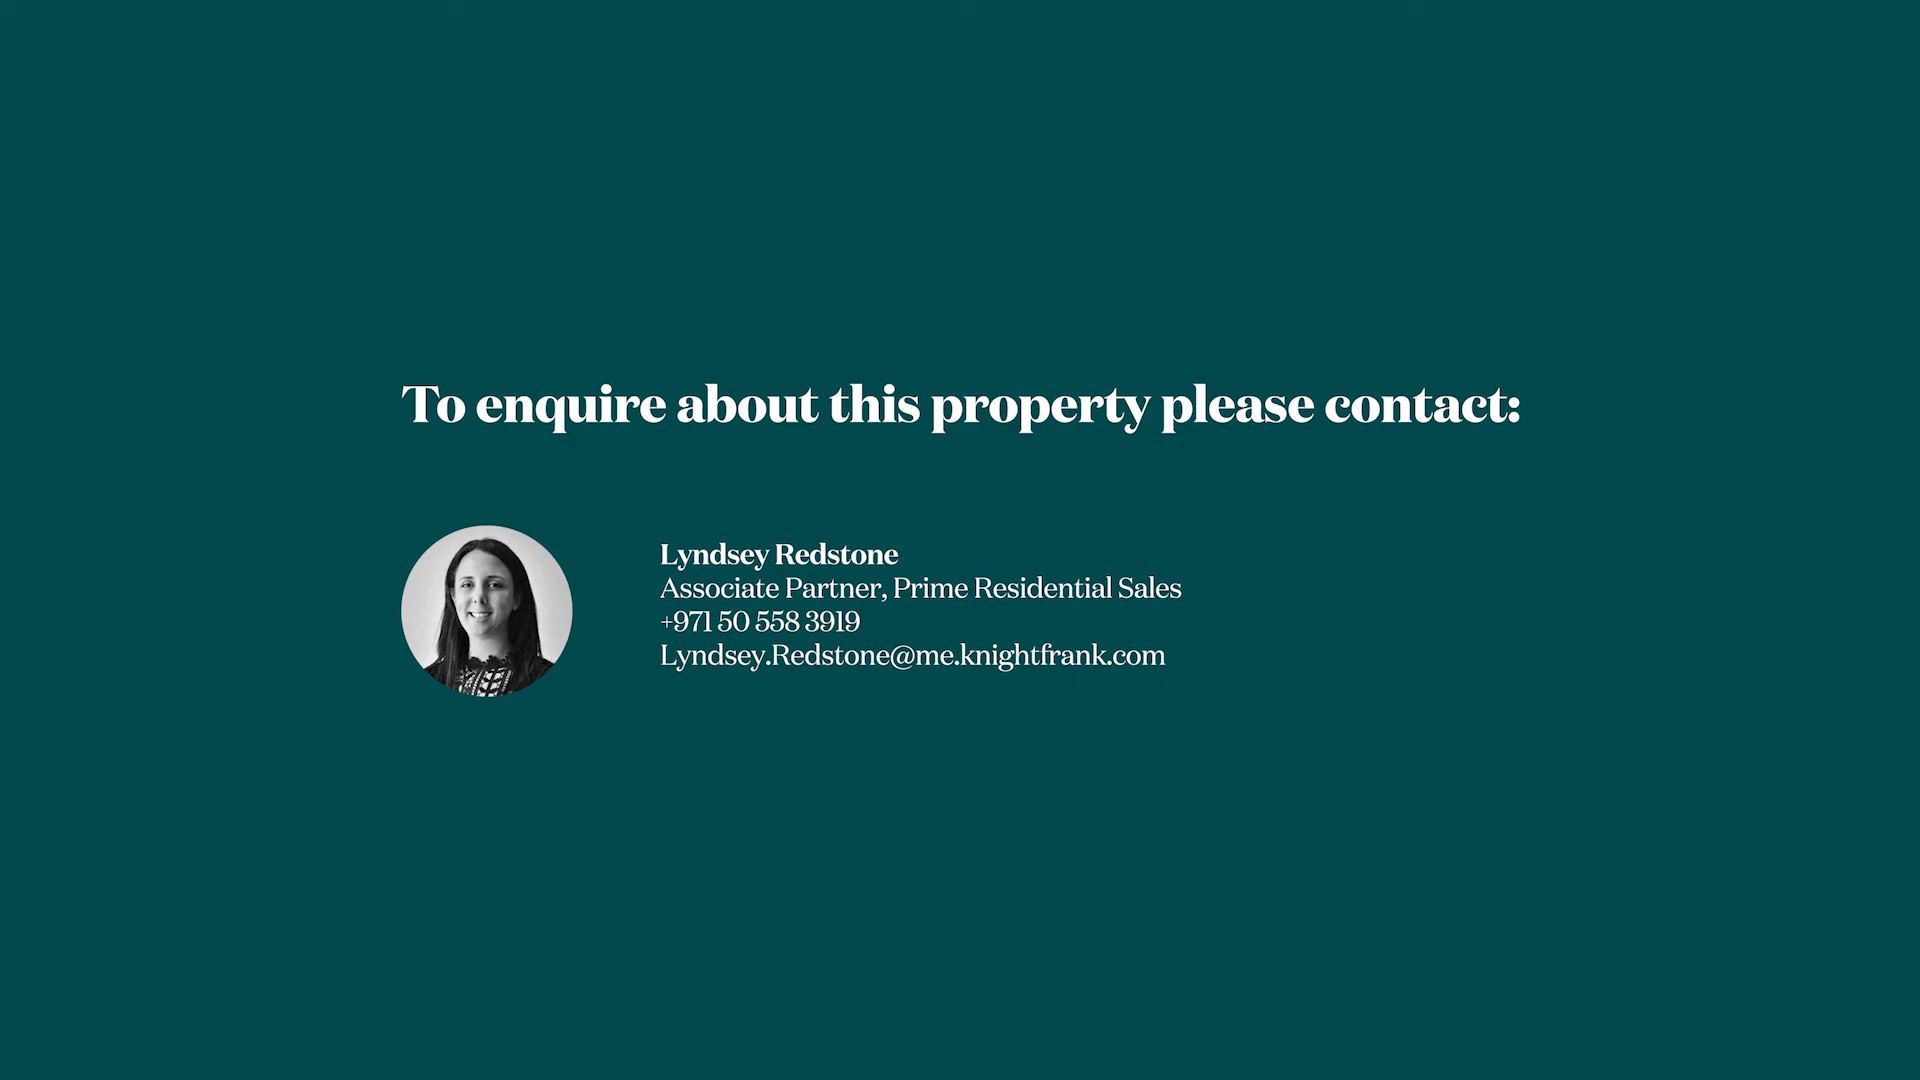 To enquire about this property please contact:
Lyndsey Redstone
Associate Partner, Prime Residential Sales
+971 50 558 3919
Lyndsey.Redstone@me.knightfrank.com